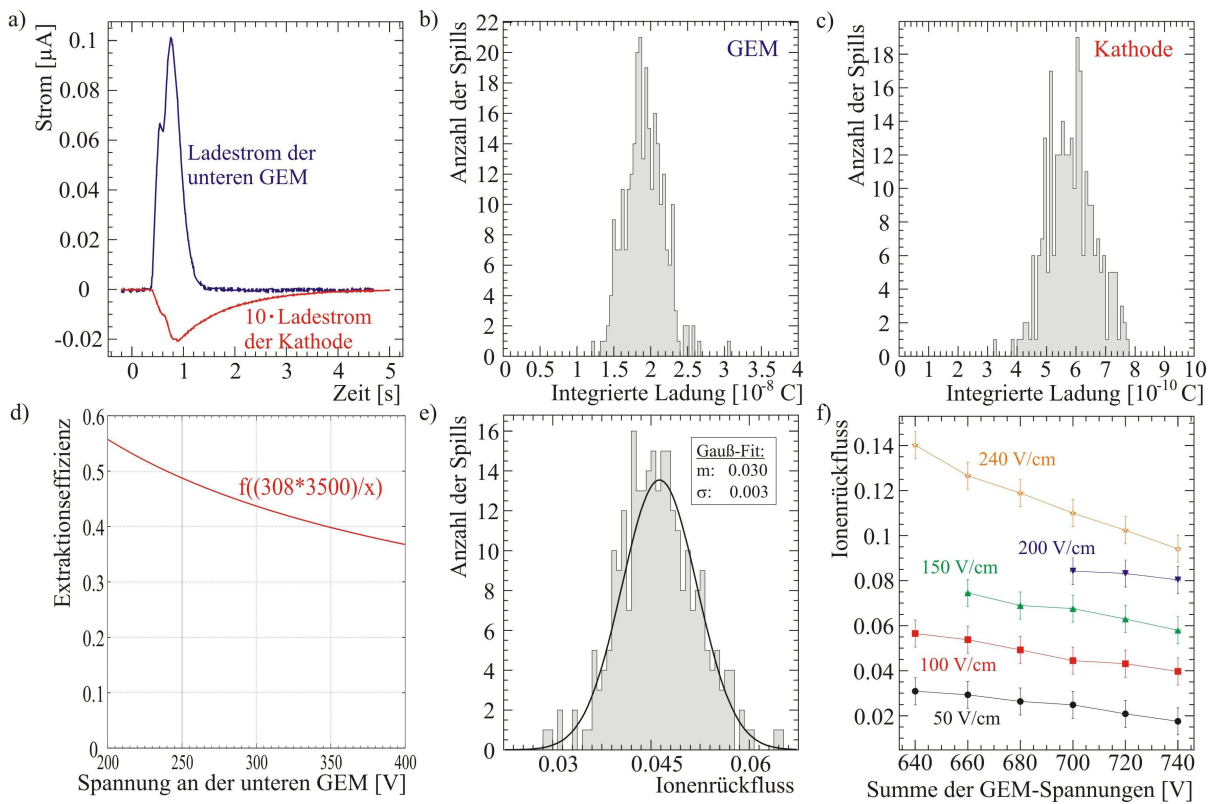 a)
Strom [µA]
0.1
0.08
0.06
0.04
0.02
0
-0.02
Ladestrom der
unteren GEM
10•Ladestrom
der Kathode
0 1 2 3 4 5
Zeit [s]
b)
Anzahl der Spills
22
20
18
16
14
12
10
8
6
4
2
0
GEM
0 0.5 1 1.5 2 2.5 3 3.5 4
Integrierte Ladung [10-8 C]
c)
Anzahl der Spills
18
16
14
12
10
8
6
4
2
0
Kathode
0 1 2 3 4 5 6 7 8 9 10
Integrierte Ladung [10-10 C]
d)
Extraktionseffizienz
0.6
0.5
0.4
0.3
0.2
0.1
0
f((308*3500)/x)
200 250 300 350 400
Spannung an der unteren GEM [V]
e)
Anzahl der Spills
16
14
12
10
8
6
4
2
0
Gauß-Fit:
m: 0.030
σ: 0.003
0.03 0.045 0.06
Ionenrückfluss
f)
Ionenrückfluss
0.14
0.12
0.1
0.08
0.06
0.04
0.02
240 V/cm
200 V/cm
150 V/cm
100 V/cm
50 V/cm
640 660 680 700 720 740
Summe der GEM-Spannungen [V]